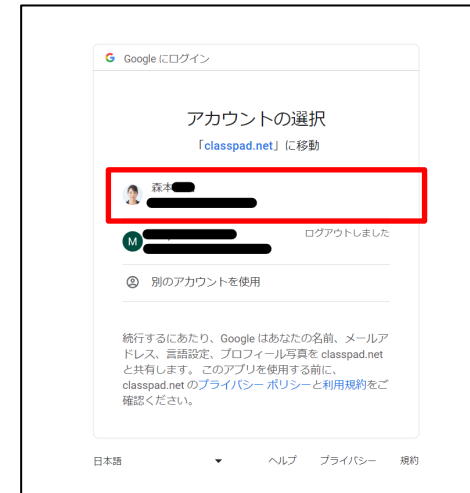 Google にログイン
アカウントの選択
「classpad.net」に移動
森本
M
ログアウトしました
別のアカウントを使用
続行するにあたり、Google はあなたの名前、メールア
ドレス、言語設定、プロフィール写真を classpad.net
と共有します。このアプリを使用する前に、
classpad.net のプライバシー ポリシーと利用規約をご
確認ください。
日本語
ヘルプ プライバシー 規約